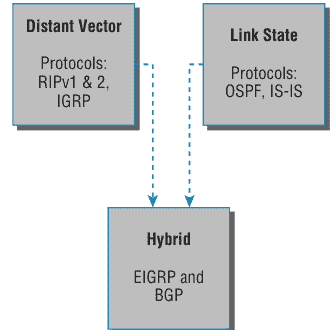 Distant Vector
Protocols:
RIPv1 & 2,
IGRP
Link State
Protocols:
OSPF, IS-IS
Hybrid
EIGRP and
BGP